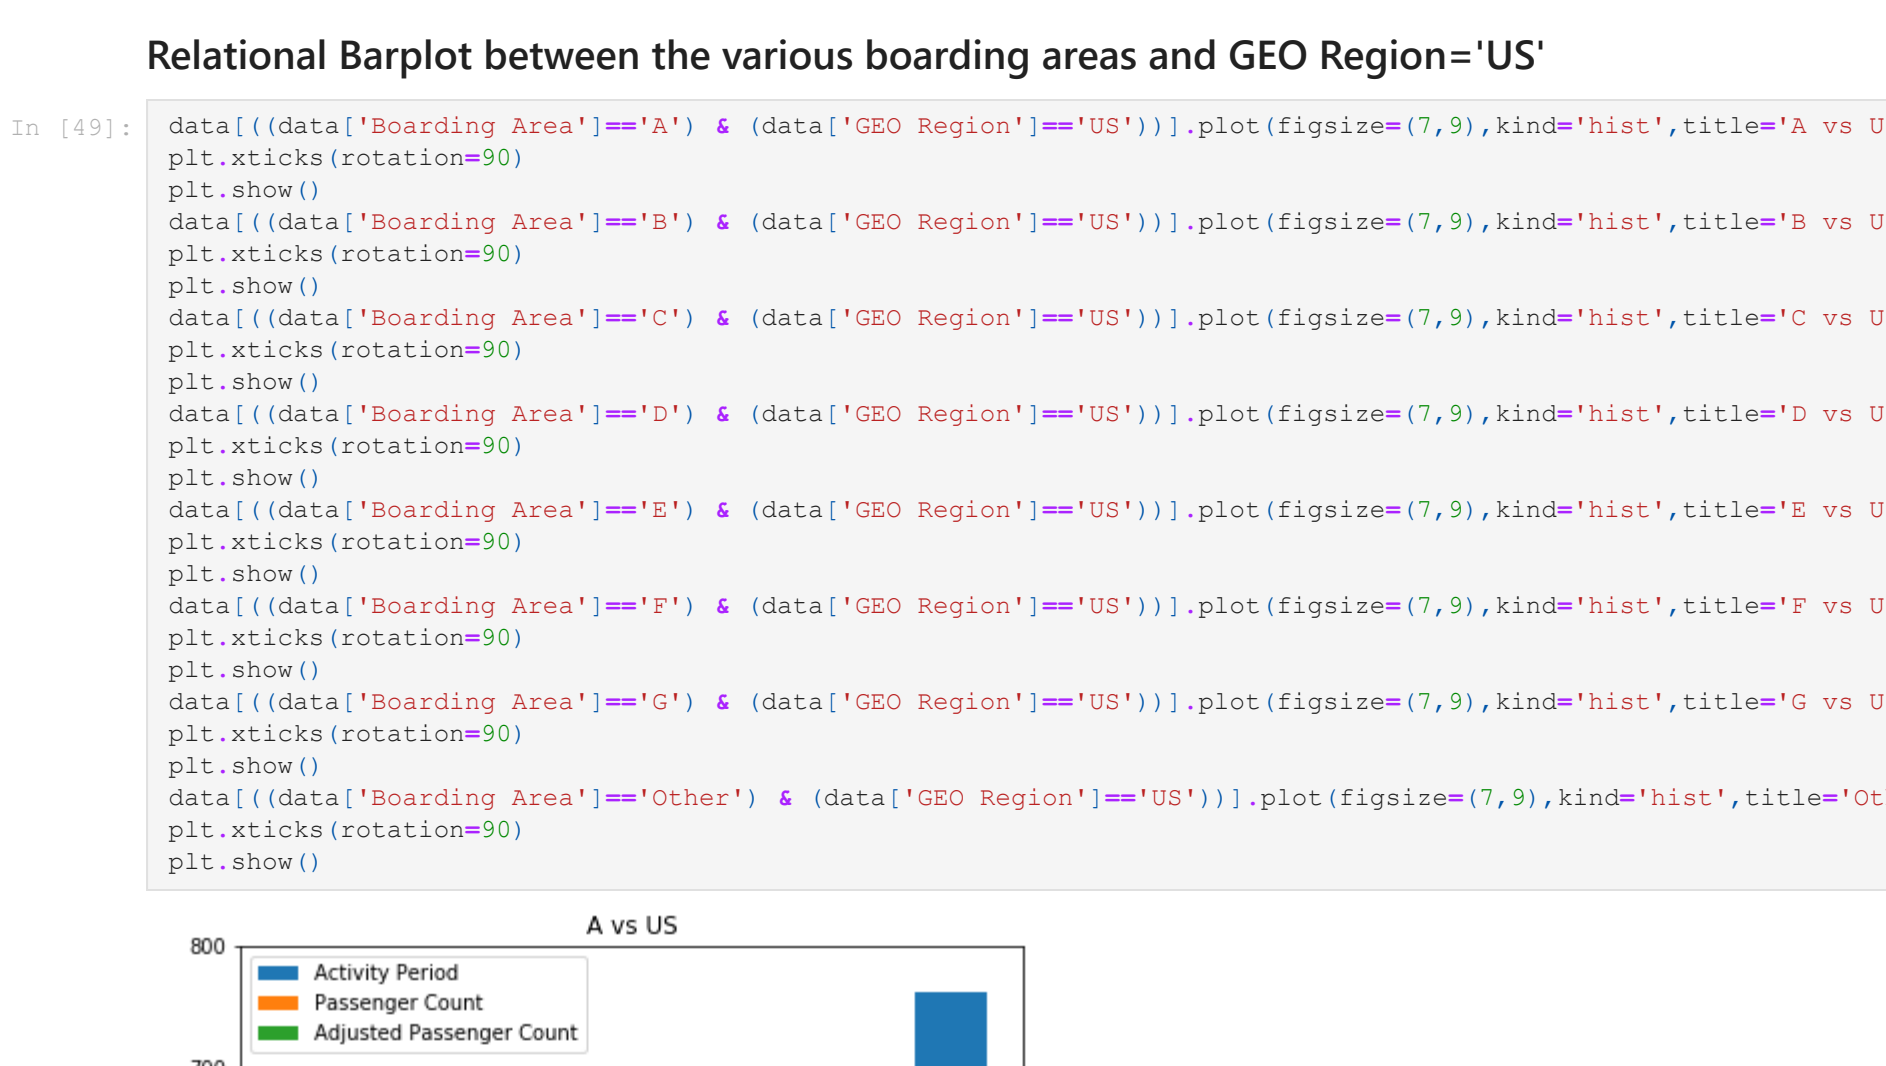 Relational Barplot between the various boarding areas and GEO Region='US'
In [49]:
data[((data['Boarding Area']=='A') & (data['GEO Region']=='US'))].plot(figsize=(7,9),kind='hist',title='A vs U
plt.xticks(rotation=90)
plt.show()
data[((data['Boarding Area']=='B') & (data['GEO Region']=='US'))].plot(figsize=(7,9),kind='hist',title='B vs U
plt.xticks(rotation=90)
plt.show()
data[((data['Boarding Area']=='C') & (data['GEO Region']=='US'))].plot(figsize=(7,9),kind='hist',title='C vs U
plt.xticks(rotation=90)
plt.show()
data[((data['Boarding Area']=='D') & (data['GEO Region']=='US'))].plot(figsize=(7,9),kind='hist',title='D vs U
plt.xticks(rotation=90)
plt.show()
data[((data['Boarding Area']=='E') & (data['GEO Region']=='US'))].plot(figsize=(7,9),kind='hist',title='E vs U
plt.xticks(rotation=90)
plt.show()
data[((data['Boarding Area']=='F') & (data['GEO Region']=='US'))].plot(figsize=(7,9),kind='hist',title='F vs U
plt.xticks(rotation=90)
plt.show()
data[((data['Boarding Area']=='G') & (data['GEO Region']=='US'))].plot(figsize=(7,9),kind='hist',title='G vs U
plt.xticks(rotation=90)
plt.show()
data[((data['Boarding Area']=='Other') & (data['GEO Region']=='US'))].plot(figsize=(7,9),kind='hist',title='Ot
plt.xticks(rotation=90)
plt.show()
A vs US
800
Activity Period
Passenger Count
Adjusted Passenger Count